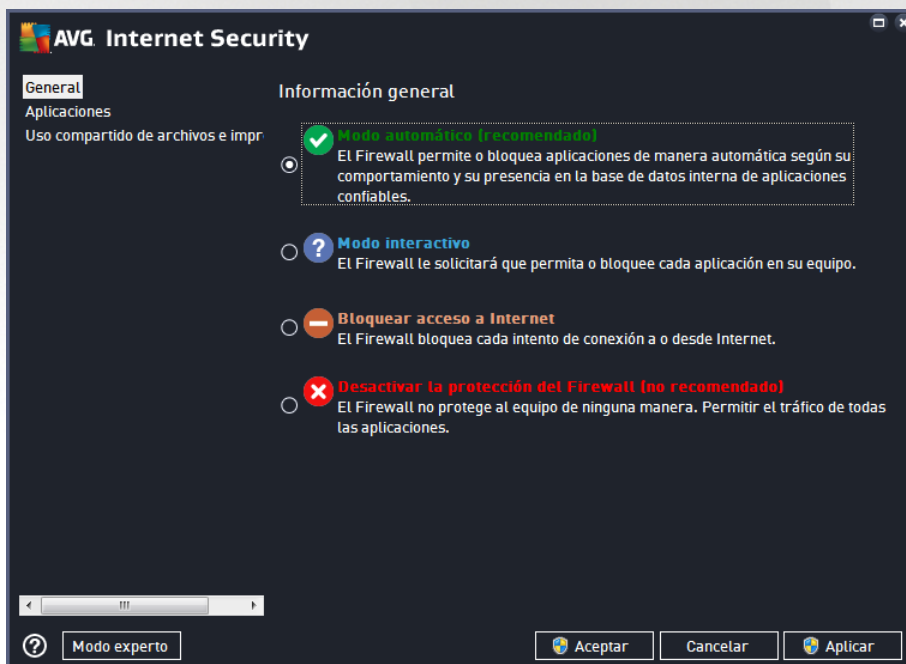 AVG. Internet Security
General
Aplicaciones
Uso compartido de archivos e impr
Información general
Modo automático (recomendado)
El Firewall permite o bloquea aplicaciones de manera automática según su
comportamiento y su presencia en la base de datos interna de aplicaciones
confiables.
Modo interactivo
El Firewall le solicitará que permita o bloquee cada aplicación en su equipo.
Bloquear acceso a Internet
El Firewall bloquea cada intento de conexión a o desde Internet.
Desactivar la protección del Firewall (no recomendado)
El Firewall no protege al equipo de ninguna manera. Permitir el tráfico de todas
las aplicaciones.
Modo experto
Aceptar
Cancelar
Aplicar